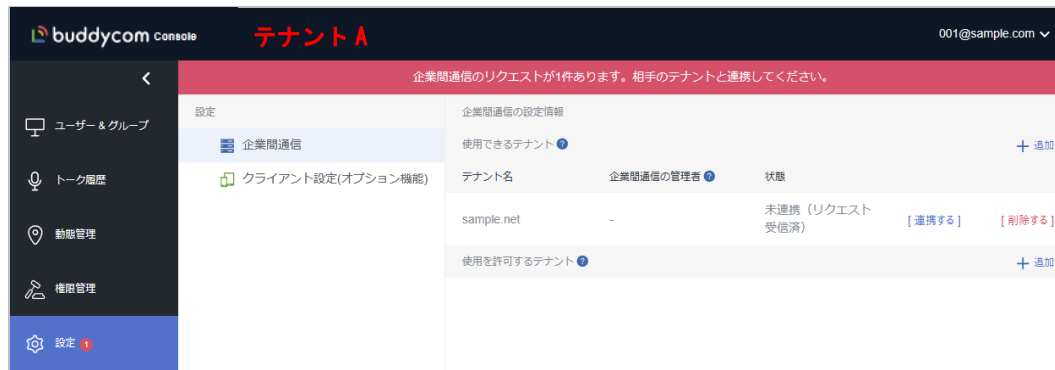 buddycom Console
テナントA
001@sample.com
企業間通信のリクエストが1件あります。相手のテナントと連携してください。
ユーザー＆グループ
トーク履歴
動態管理
権限管理
設定 1
設定
企業間通信
クライアント設定(オプション機能)
企業間通信の設定情報
使用できるテナント ?
＋ 追加
テナント名 企業間通信の管理者 ? 状態
sample.net - 未連携（リクエスト
受信済） [ 連携する ] [ 削除する ]
使用を許可するテナント ?
＋ 追加